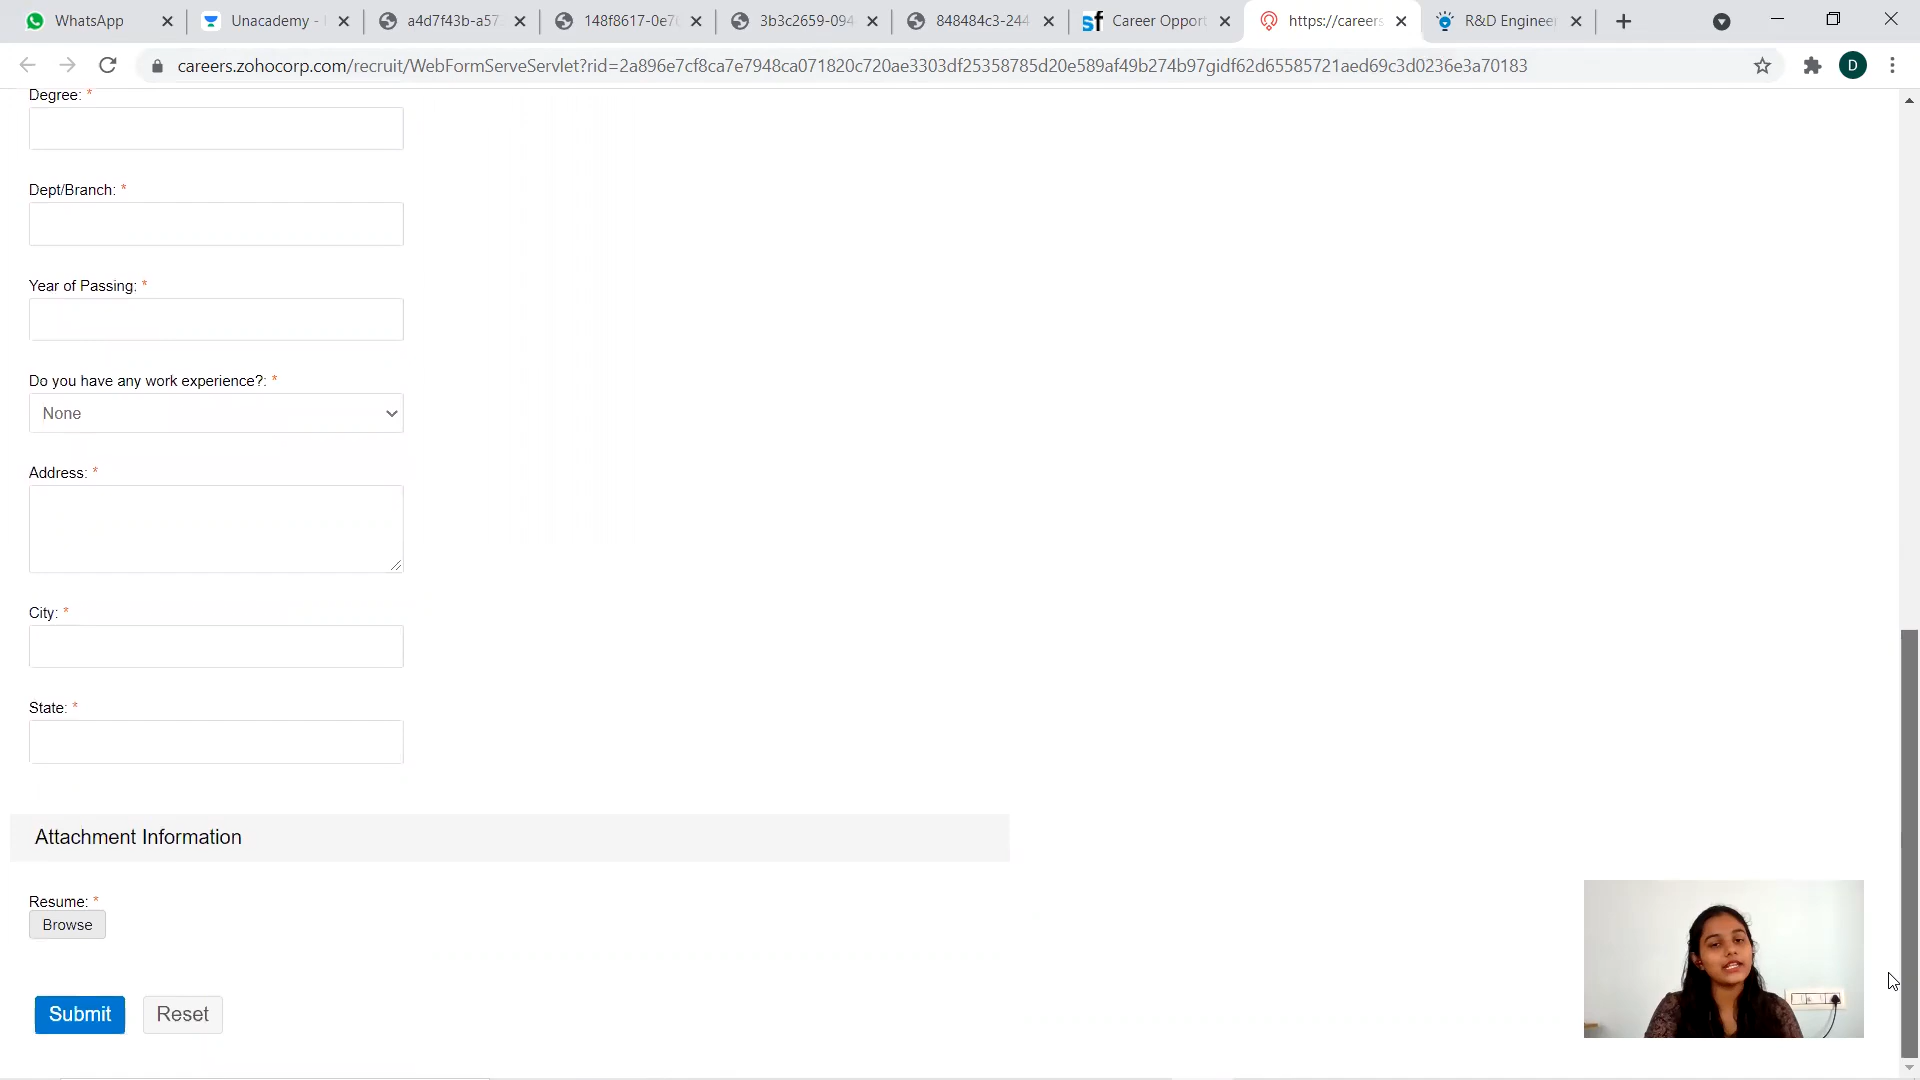 WhatsApp
Unacademy -
a4d7f43b-a57
148f8617-0e7
3b3c2659-094
848484c3-244
sf Career Opport
https://careers
R&D Enginee
careers.zohocorp.com/recruit/WebFormServeServlet?rid=2a896e7cf8ca7e7948ca071820c720ae3303df25358785d20e589af49b274b97gidf62d65585721aed69c3d0236e3a70183
D
Degree: *
Dept/Branch: *
Year of Passing: *
Do you have any work experience?: *
None
Address: *
City: *
State: *
Attachment Information
Resume: *
Browse
Submit
Reset